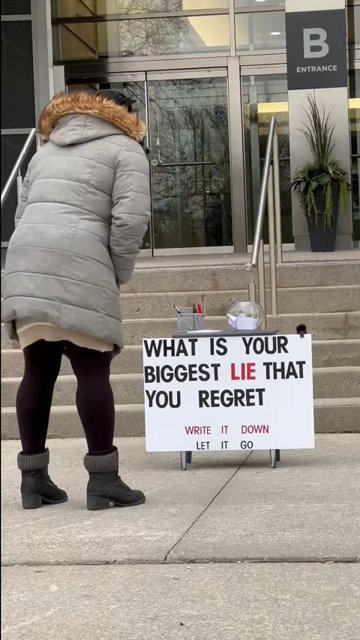 B
ENTRANCE
WHAT IS YOUR
BIGGEST LIE THAT
YOU REGRET
WRITE IT DOWN
LET IT GO